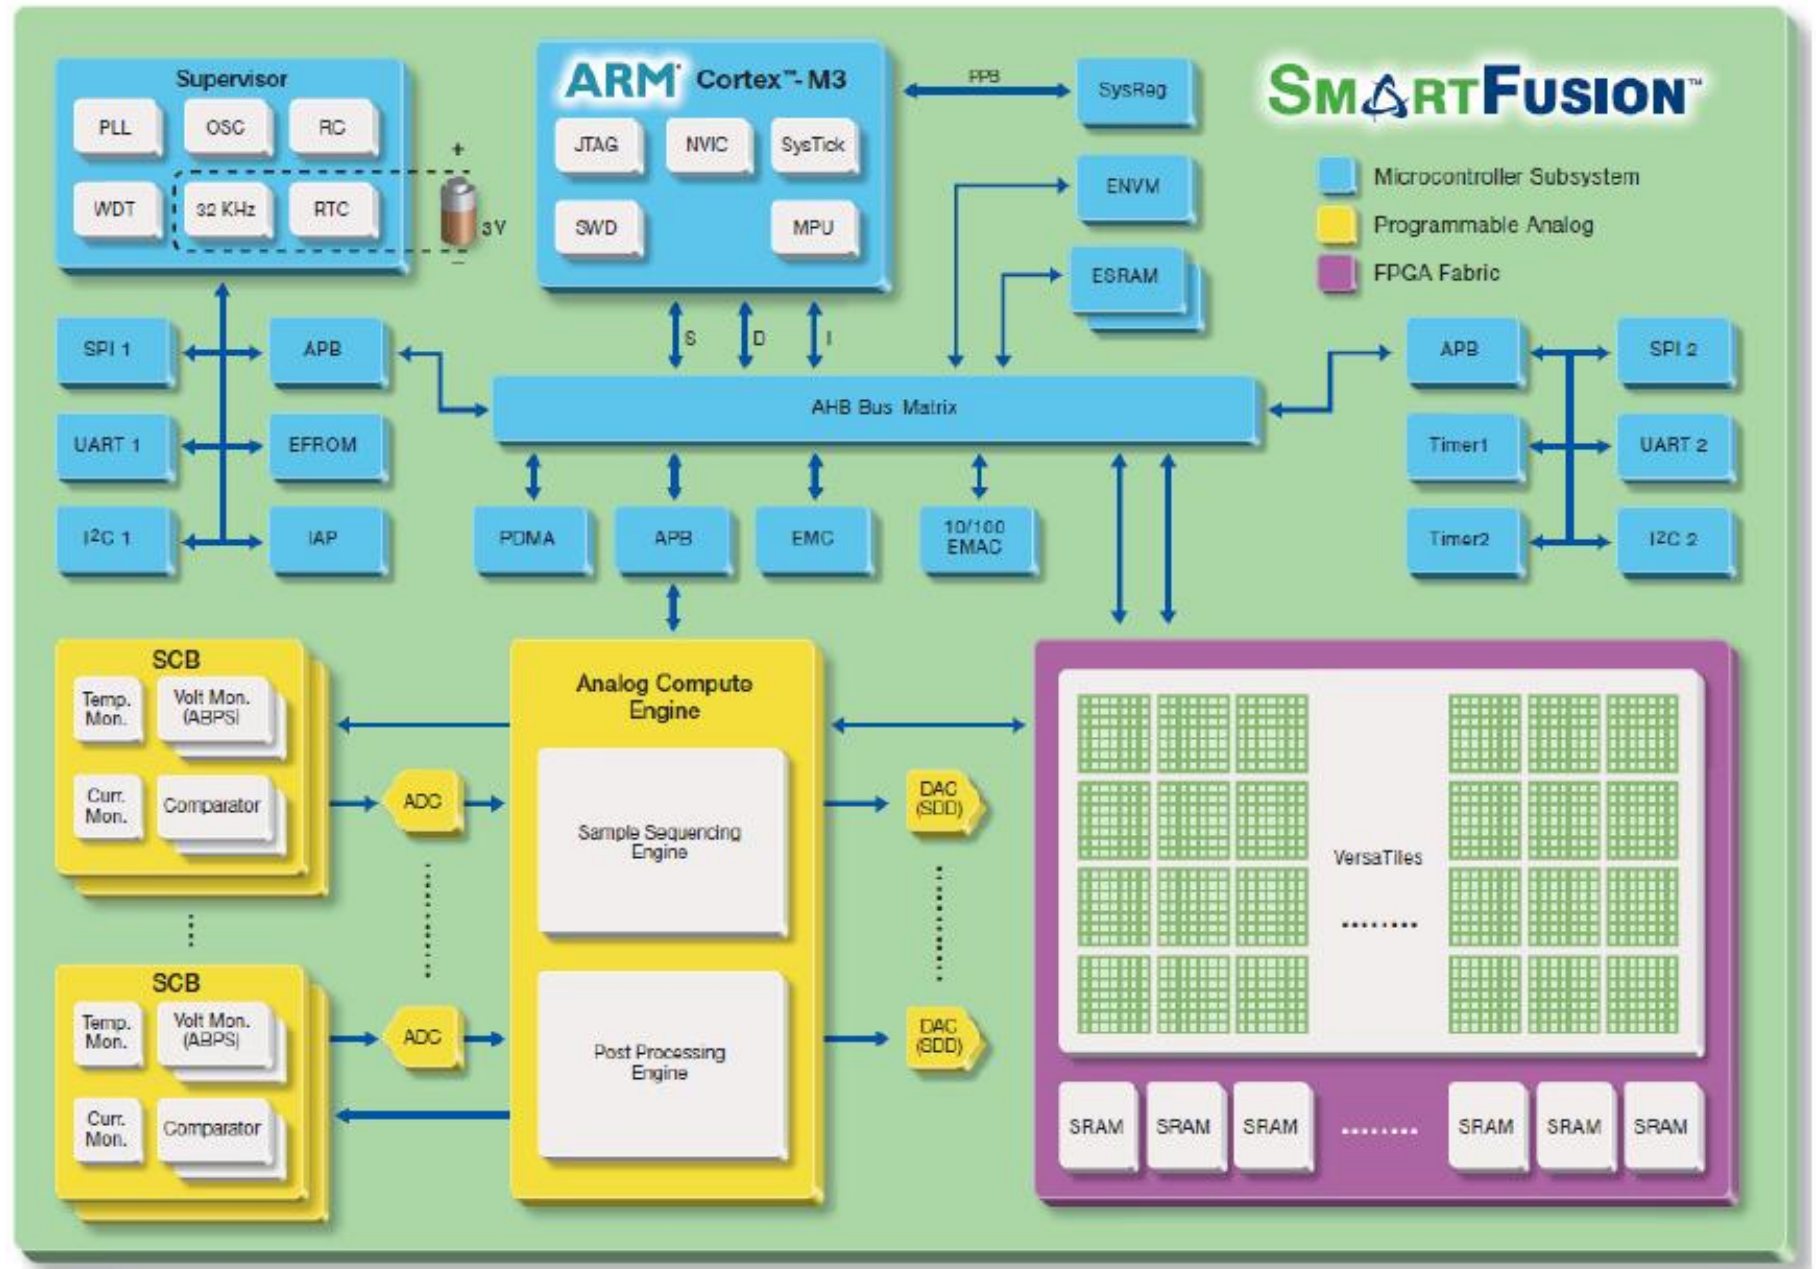 Supervisor
PLL
OSC
RC
WDT
32 KHz
RTC
+
3V
–
ARM Cortex™-M3
JTAG
NVIC
SysTick
SWD
MPU
PPB
SysReg
ENVM
ESRAM
SMARTFUSION™
Microcontroller Subsystem
Programmable Analog
FPGA Fabric
S
D
I
SPI 1
APB
UART 1
EFROM
I²C 1
IAP
AHB Bus Matrix
APB
SPI 2
Timer1
UART 2
Timer2
I²C 2
PDMA
APB
EMC
10/100
EMAC
SCB
Temp.
Mon.
Volt Mon.
(ABPS)
Curr.
Mon.
Comparator
ADC
Analog Compute
Engine
Sample Sequencing
Engine
Post Processing
Engine
DAC
(SDD)
SCB
Temp.
Mon.
Volt Mon.
(ABPS)
Curr.
Mon.
Comparator
ADC
DAC
(SDD)
VersaTiles
SRAM
SRAM
SRAM
SRAM
SRAM
SRAM